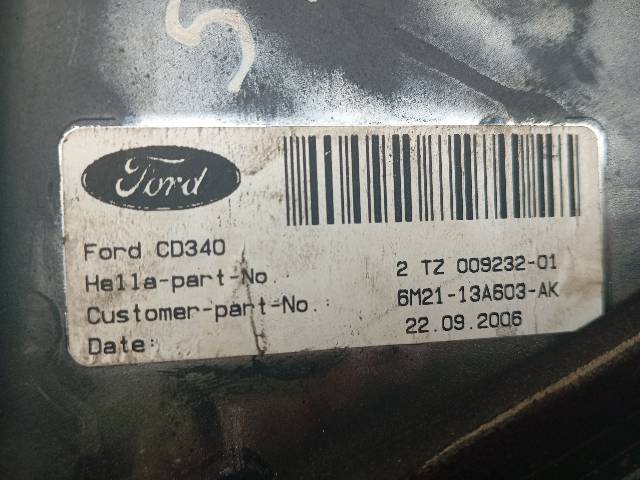 S
Ford
Ford CD340
Hella-part-No.: 2 TZ 009232-01
Customer-part-No.: 6M21-13A603-AK
Date: 22.09.2006